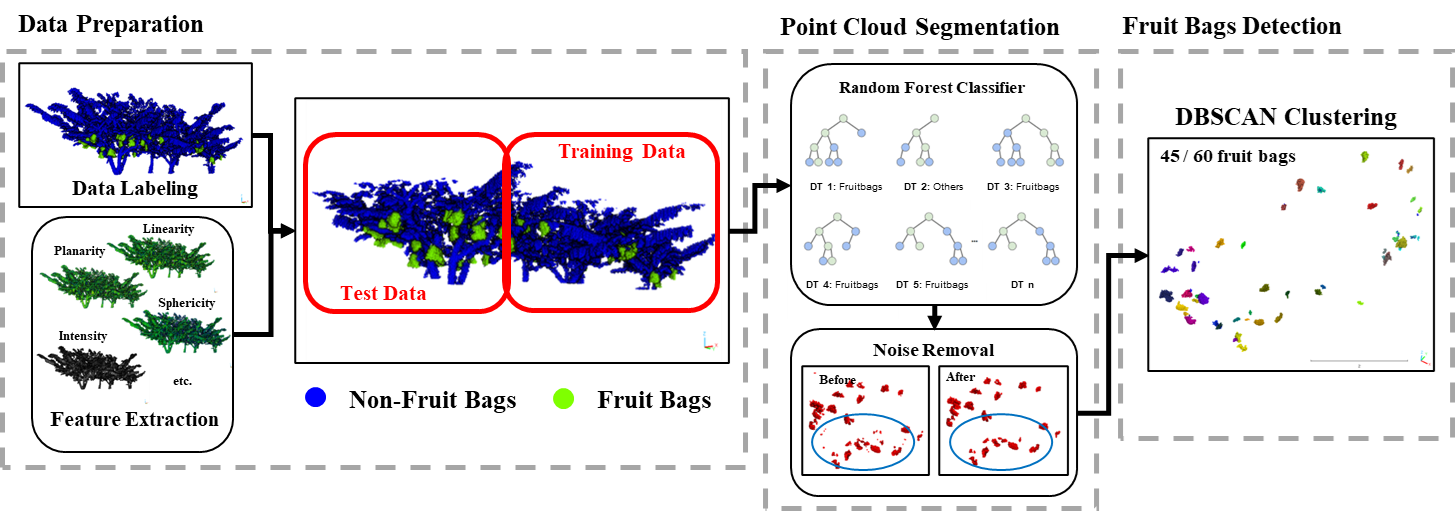 Data Preparation
Data Labeling
Linearity
Planarity
Sphericity
Intensity
etc.
Feature Extraction
Training Data
Test Data
Non-Fruit Bags
Fruit Bags
Point Cloud Segmentation
Random Forest Classifier
DT 1: Fruitbags
DT 2: Others
DT 3: Fruitbags
...
DT 4: Fruitbags
DT 5: Fruitbags
DT n
Noise Removal
Before
After
Fruit Bags Detection
DBSCAN Clustering
45 / 60 fruit bags